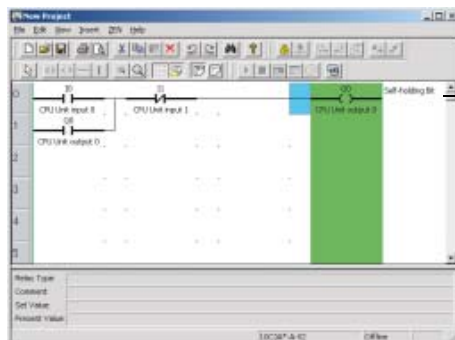 New Project
File Edit View Insert ZEN Help
0
I0
I1
Q0
Self-holding Bit
CPU Unit input 0
CPU Unit input 1
CPU Unit output 0
1
Q0
CPU Unit output 0
2
3
4
5
Relay Type
Comment
Set Value
Present Value
Offline